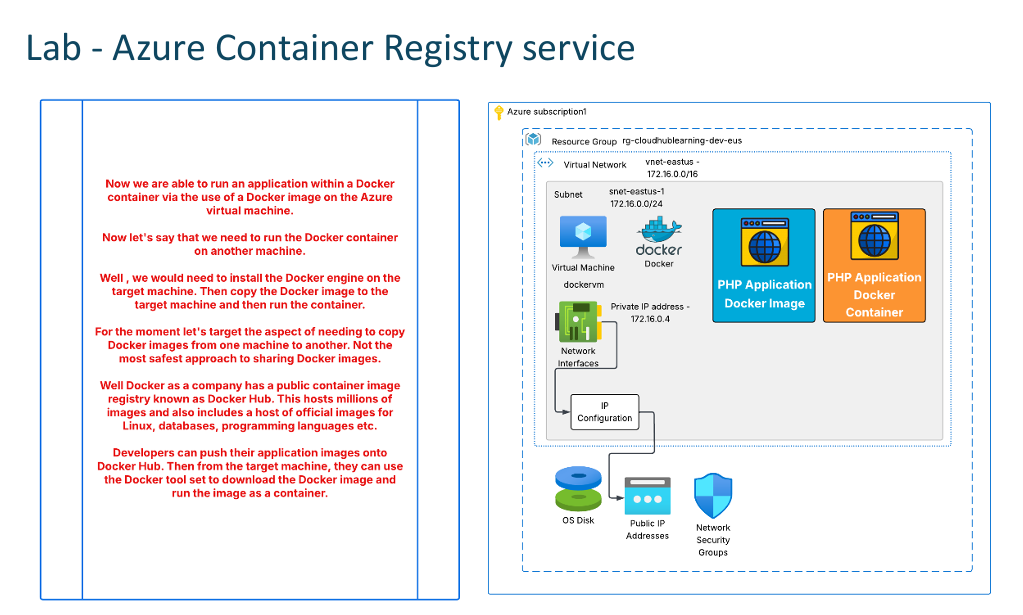 Lab - Azure Container Registry service
Now we are able to run an application within a Docker
container via the use of a Docker image on the Azure
virtual machine.
Now let's say that we need to run the Docker container
on another machine.
Well , we would need to install the Docker engine on the
target machine. Then copy the Docker image to the
target machine and then run the container.
For the moment let's target the aspect of needing to copy
Docker images from one machine to another. Not the
most safest approach to sharing Docker images.
Well Docker as a company has a public container image
registry known as Docker Hub. This hosts millions of
images and also includes a host of official images for
Linux, databases, programming languages etc.
Developers can push their application images onto
Docker Hub. Then from the target machine, they can use
the Docker tool set to download the Docker image and
run the image as a container.
Azure subscription1
Resource Group rg-cloudhublearning-dev-eus
Virtual Network
vnet-eastus -
172.16.0.0/16
Subnet
snet-eastus-1
172.16.0.0/24
Virtual Machine
dockervm
docker
Docker
PHP Application
Docker Image
PHP Application
Docker
Container
Private IP address -
172.16.0.4
Network
Interfaces
IP
Configuration
OS Disk
Public IP
Addresses
Network
Security
Groups